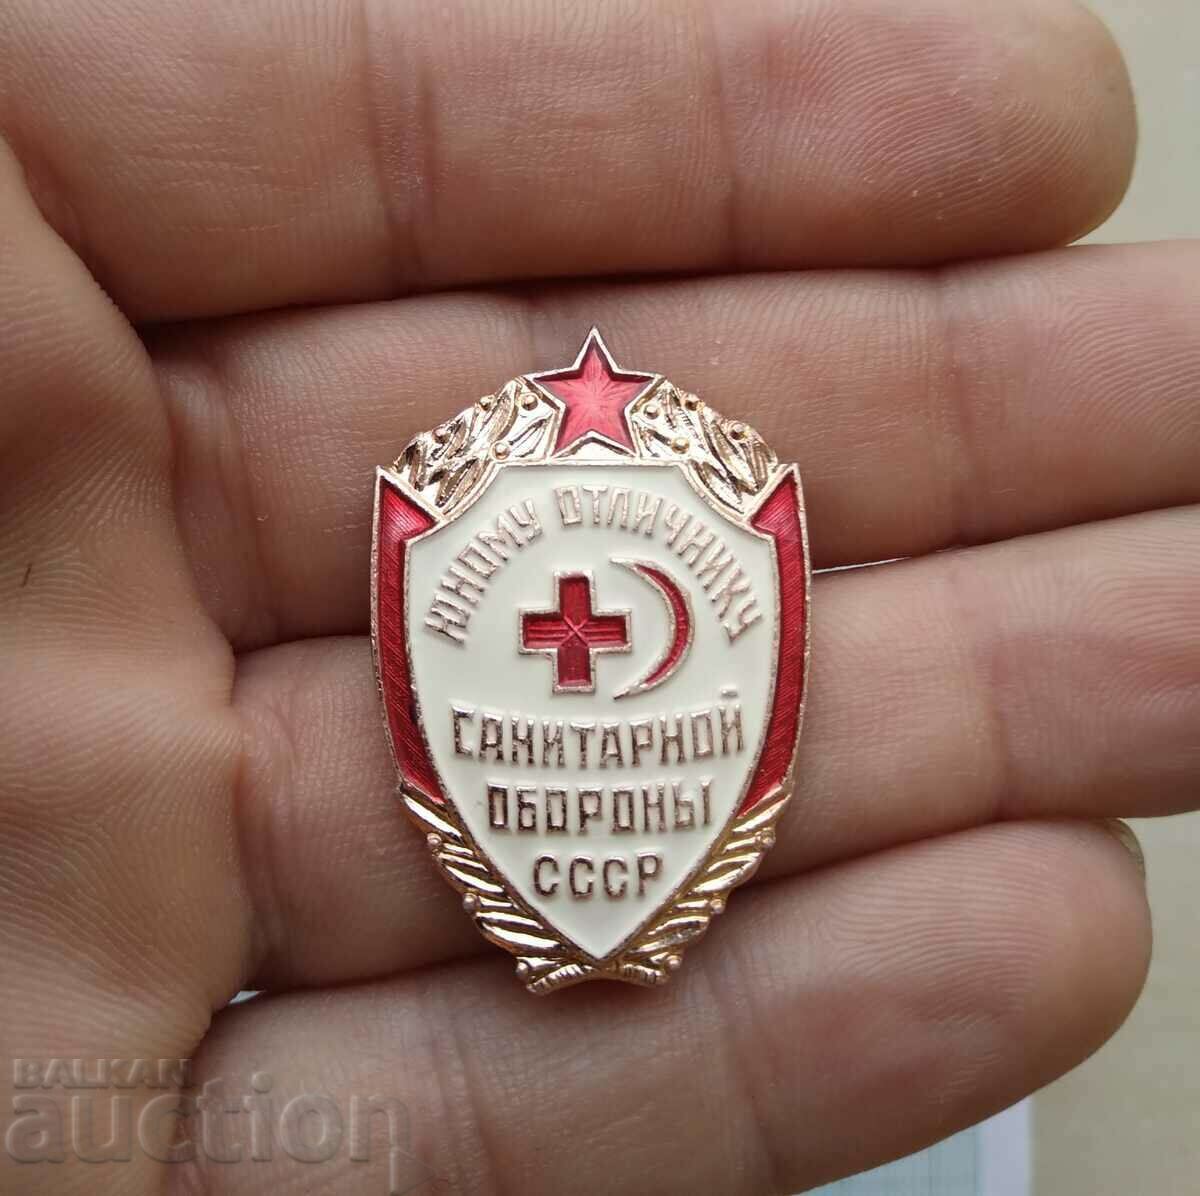 ЮНОМУ ОТЛИЧНИКУ
САНИТАРНОЙ
ОБОРОНЫ
СССР
BALKAN
auction